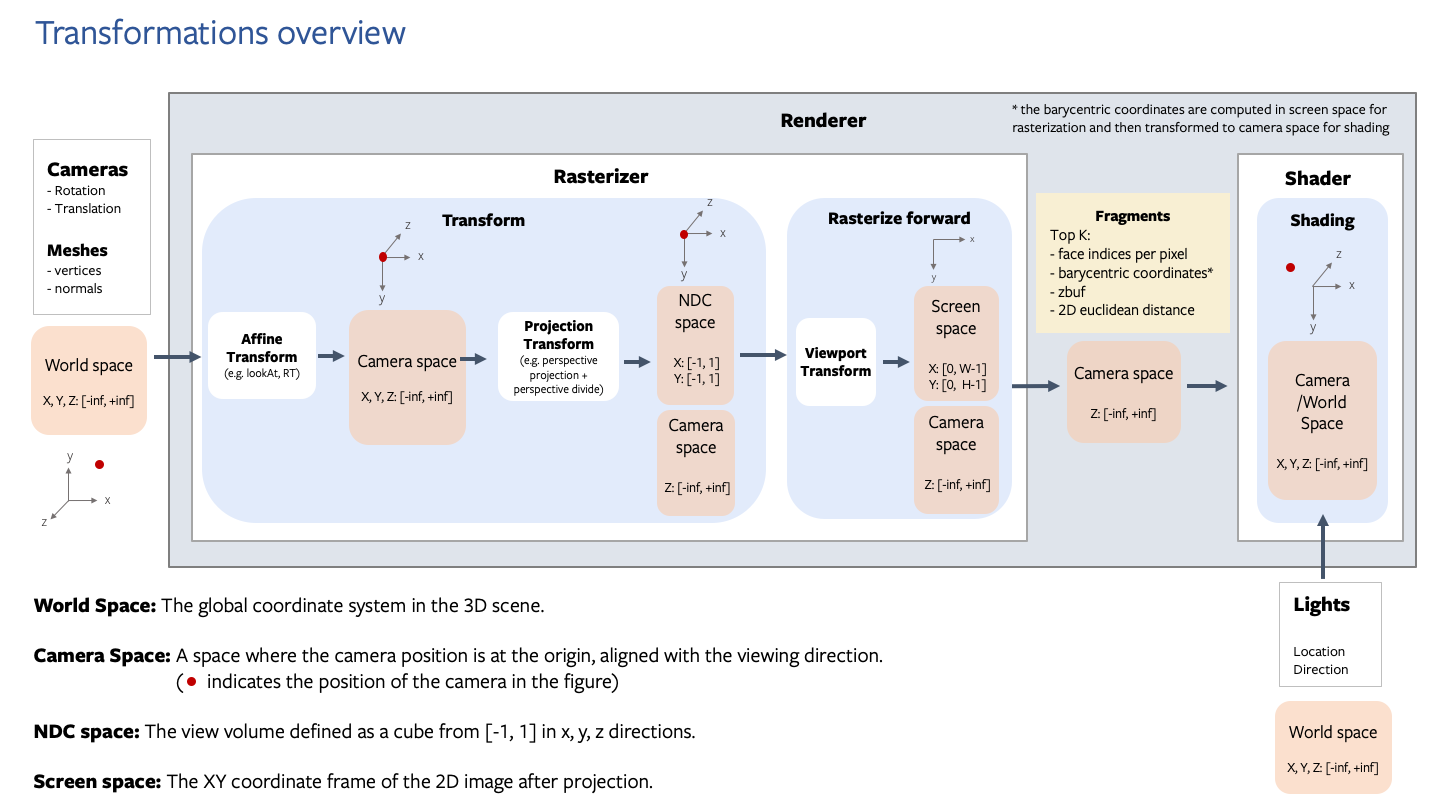 Transformations overview
Renderer
* the barycentric coordinates are computed in screen space for
rasterization and then transformed to camera space for shading
Cameras
- Rotation
- Translation
Meshes
- vertices
- normals
World space
X, Y, Z: [-inf, +inf]
y
x
z
Rasterizer
Transform
Affine
Transform
(e.g. lookAt, RT)
z
x
y
Camera space
X, Y, Z: [-inf, +inf]
Projection
Transform
(e.g. perspective
projection +
perspective divide)
z
x
y
NDC
space
X: [-1, 1]
Y: [-1, 1]
Camera
space
Z: [-inf, +inf]
Rasterize forward
Viewport
Transform
x
y
Screen
space
X: [0, W-1]
Y: [0, H-1]
Camera
space
Z: [-inf, +inf]
Fragments
Top K:
- face indices per pixel
- barycentric coordinates*
- zbuf
- 2D euclidean distance
Camera space
Z: [-inf, +inf]
Shader
Shading
z
x
y
Camera
/World
Space
X, Y, Z: [-inf, +inf]
Lights
Location
Direction
World space
X, Y, Z: [-inf, +inf]
World Space: The global coordinate system in the 3D scene.
Camera Space: A space where the camera position is at the origin, aligned with the viewing direction.
( indicates the position of the camera in the figure)
NDC space: The view volume defined as a cube from [-1, 1] in x, y, z directions.
Screen space: The XY coordinate frame of the 2D image after projection.